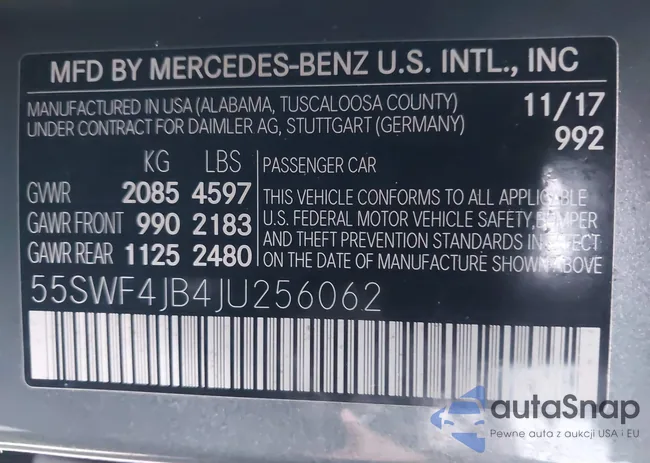 MFD BY MERCEDES-BENZ U.S. INTL., INC
MANUFACTURED IN USA (ALABAMA, TUSCALOOSA COUNTY) 11/17
UNDER CONTRACT FOR DAIMLER AG, STUTTGART (GERMANY) 992
KG LBS PASSENGER CAR
GVWR 2085 4597 THIS VEHICLE CONFORMS TO ALL APPLICABLE
GAWR FRONT 990 2183 U.S. FEDERAL MOTOR VEHICLE SAFETY, BUMPER,
GAWR REAR 1125 2480 AND THEFT PREVENTION STANDARDS IN EFFECT
ON THE DATE OF MANUFACTURE SHOWN ABOVE
55SWF4JB4JU256062
autaSnap
Pewne auta z aukcji USA i EU